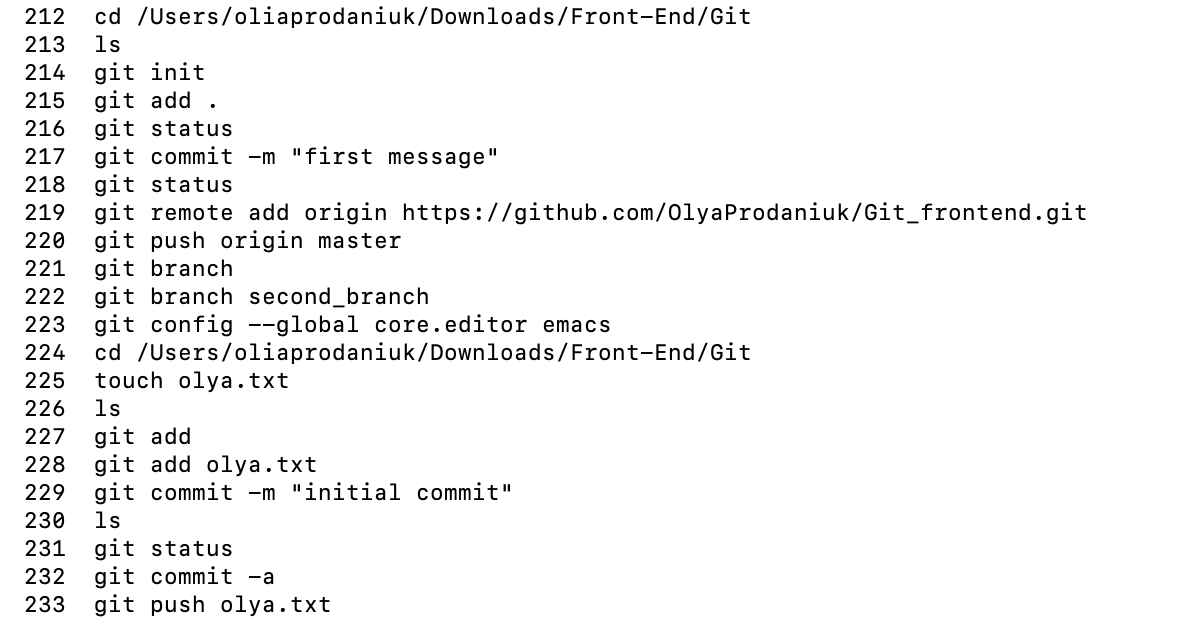 212 cd /Users/oliaprodaniuk/Downloads/Front-End/Git
213 ls
214 git init
215 git add .
216 git status
217 git commit -m "first message"
218 git status
219 git remote add origin https://github.com/OlyaProdaniuk/Git_frontend.git
220 git push origin master
221 git branch
222 git branch second_branch
223 git config --global core.editor emacs
224 cd /Users/oliaprodaniuk/Downloads/Front-End/Git
225 touch olya.txt
226 ls
227 git add
228 git add olya.txt
229 git commit -m "initial commit"
230 ls
231 git status
232 git commit -a
233 git push olya.txt